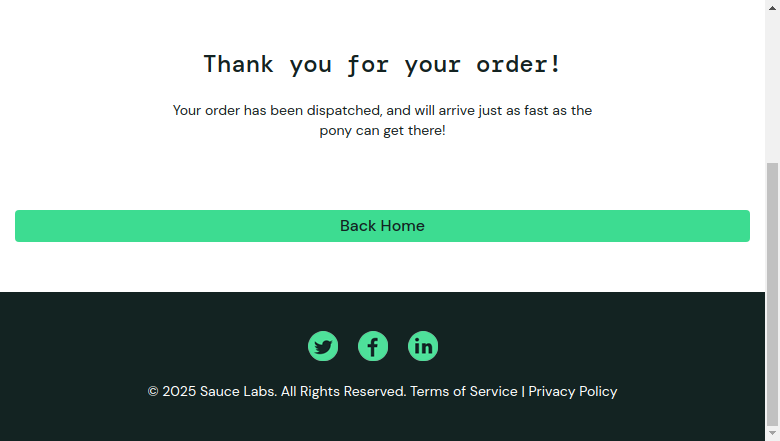 Thank you for your order!
Your order has been dispatched, and will arrive just as fast as the
pony can get there!
Back Home
© 2025 Sauce Labs. All Rights Reserved. Terms of Service | Privacy Policy